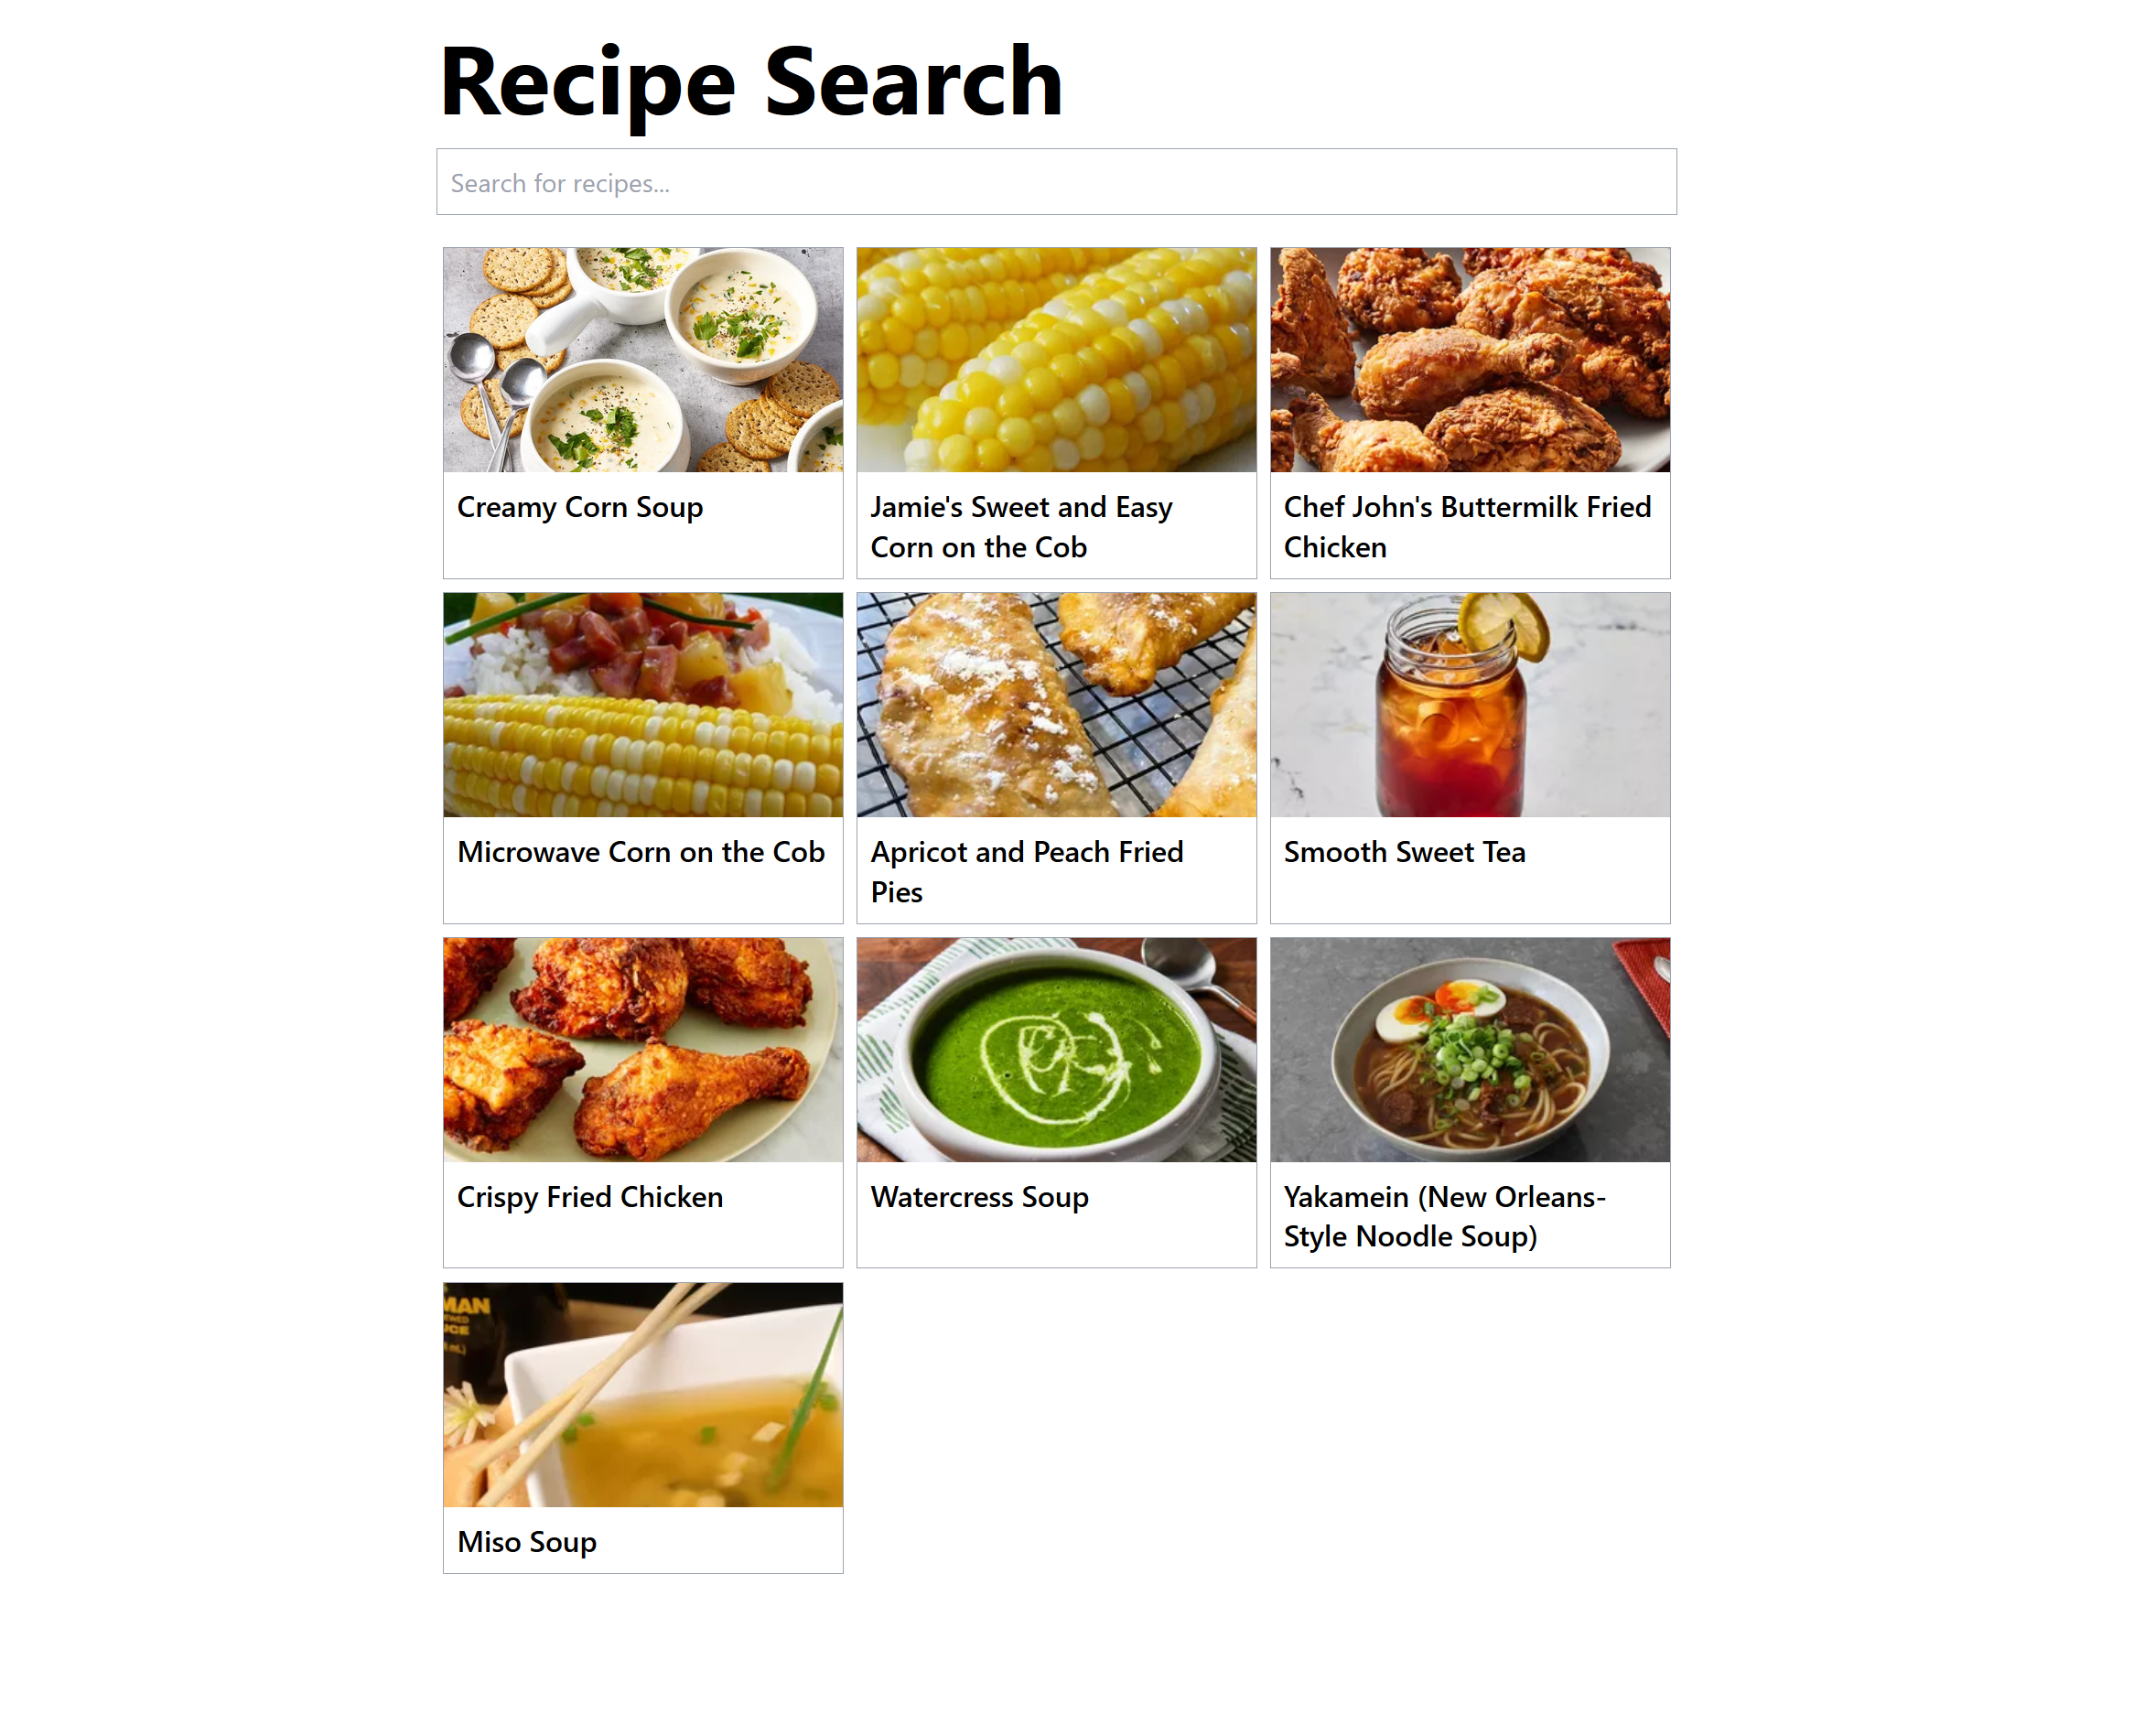 Recipe Search
Search for recipes...
Creamy Corn Soup
Jamie's Sweet and Easy
Corn on the Cob
Chef John's Buttermilk Fried
Chicken
Microwave Corn on the Cob
Apricot and Peach Fried
Pies
Smooth Sweet Tea
Crispy Fried Chicken
Watercress Soup
Yakamein (New Orleans-
Style Noodle Soup)
MAN
Miso Soup